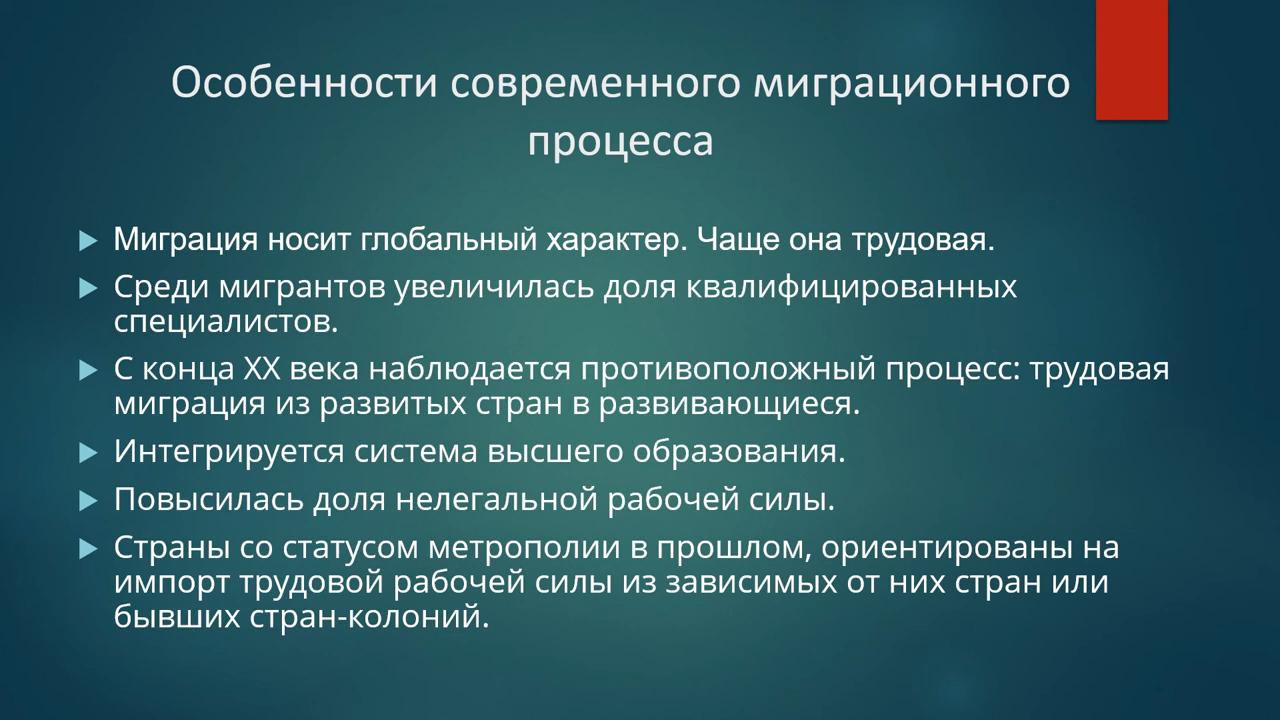 Особенности современного миграционного
процесса
Миграция носит глобальный характер. Чаще она трудовая.
Среди мигрантов увеличилась доля квалифицированных
специалистов.
С конца XX века наблюдается противоположный процесс: трудовая
миграция из развитых стран в развивающиеся.
Интегрируется система высшего образования.
Повысилась доля нелегальной рабочей силы.
Страны со статусом метрополии в прошлом, ориентированы на
импорт трудовой рабочей силы из зависимых от них стран или
бывших стран-колоний.